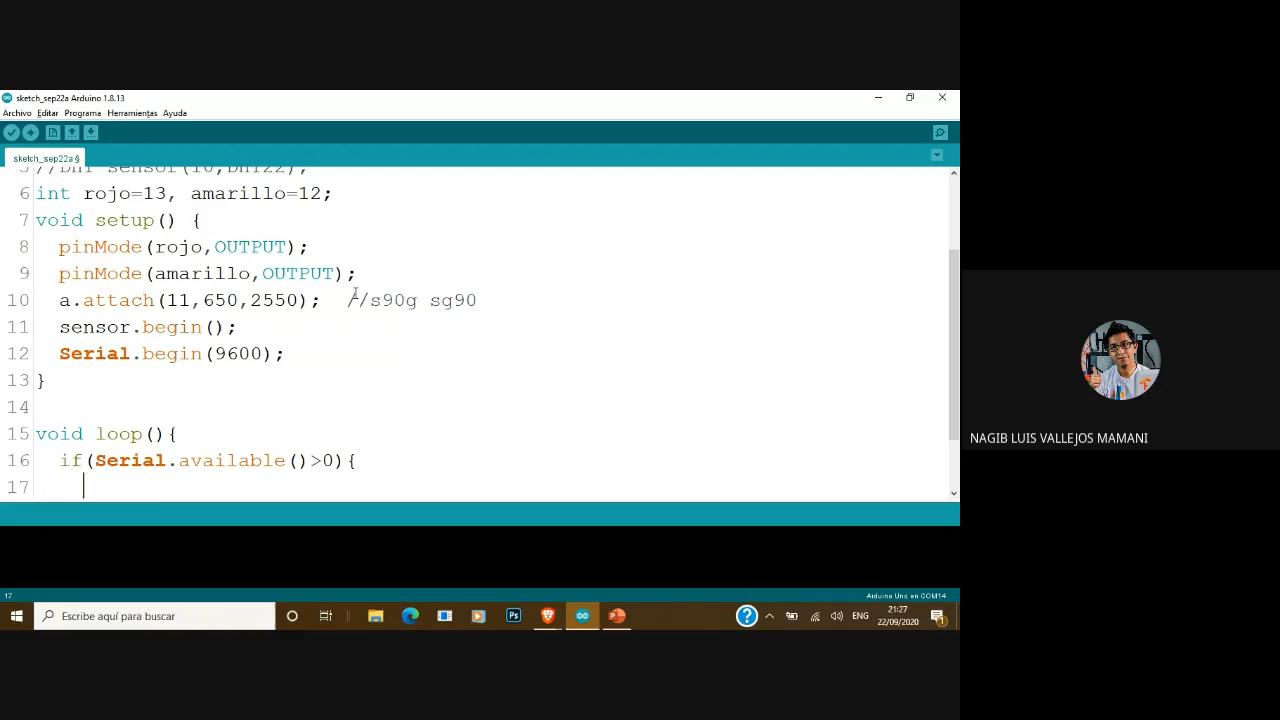 sketch_sep22a Arduino 1.8.13
Archivo Editar Programa Herramientas Ayuda
sketch_sep22a §
5 //DHT sensor(10,DHT22);
6 int rojo=13, amarillo=12;
7 void setup() {
8 pinMode(rojo,OUTPUT);
9 pinMode(amarillo,OUTPUT);
10 a.attach(11,650,2550); //s90g sg90
11 sensor.begin();
12 Serial.begin(9600);
13 }
14
15 void loop(){
16 if(Serial.available()>0){
17
NAGIB LUIS VALLEJOS MAMANI
17 Arduino Uno en COM14
Escribe aquí para buscar
Ps
ENG
21:27
22/09/2020
1